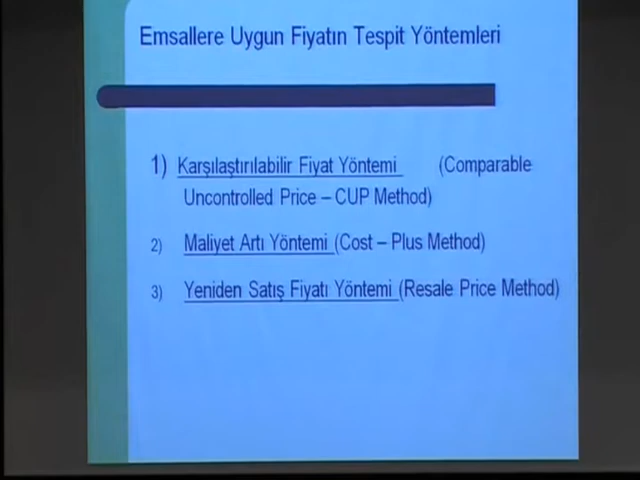 Emsallere Uygun Fiyatın Tespit Yöntemleri
1) Karşılaştırılabilir Fiyat Yöntemi (Comparable
Uncontrolled Price – CUP Method)
2) Maliyet Artı Yöntemi (Cost – Plus Method)
3) Yeniden Satış Fiyatı Yöntemi (Resale Price Method)